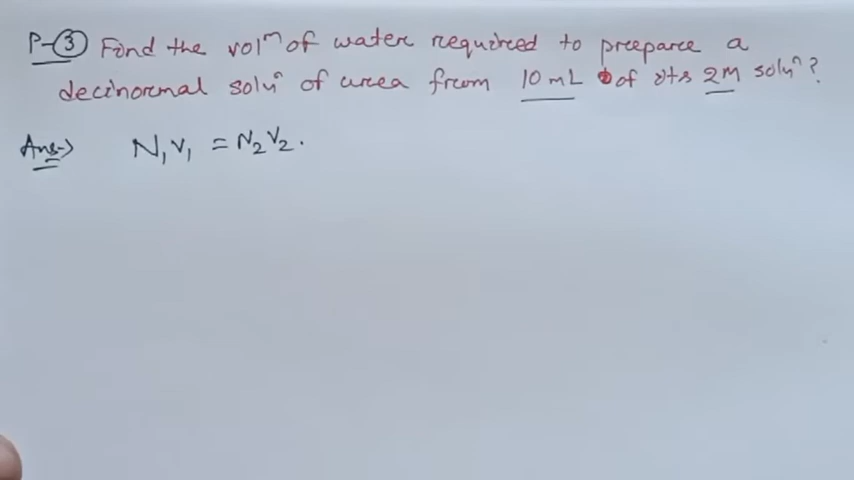 P-③ Find the volᵐ of water required to prepare a
decinormal solⁿ of urea from 10 mL of its 2M solⁿ?
Ans-> N₁V₁ = N₂V₂.